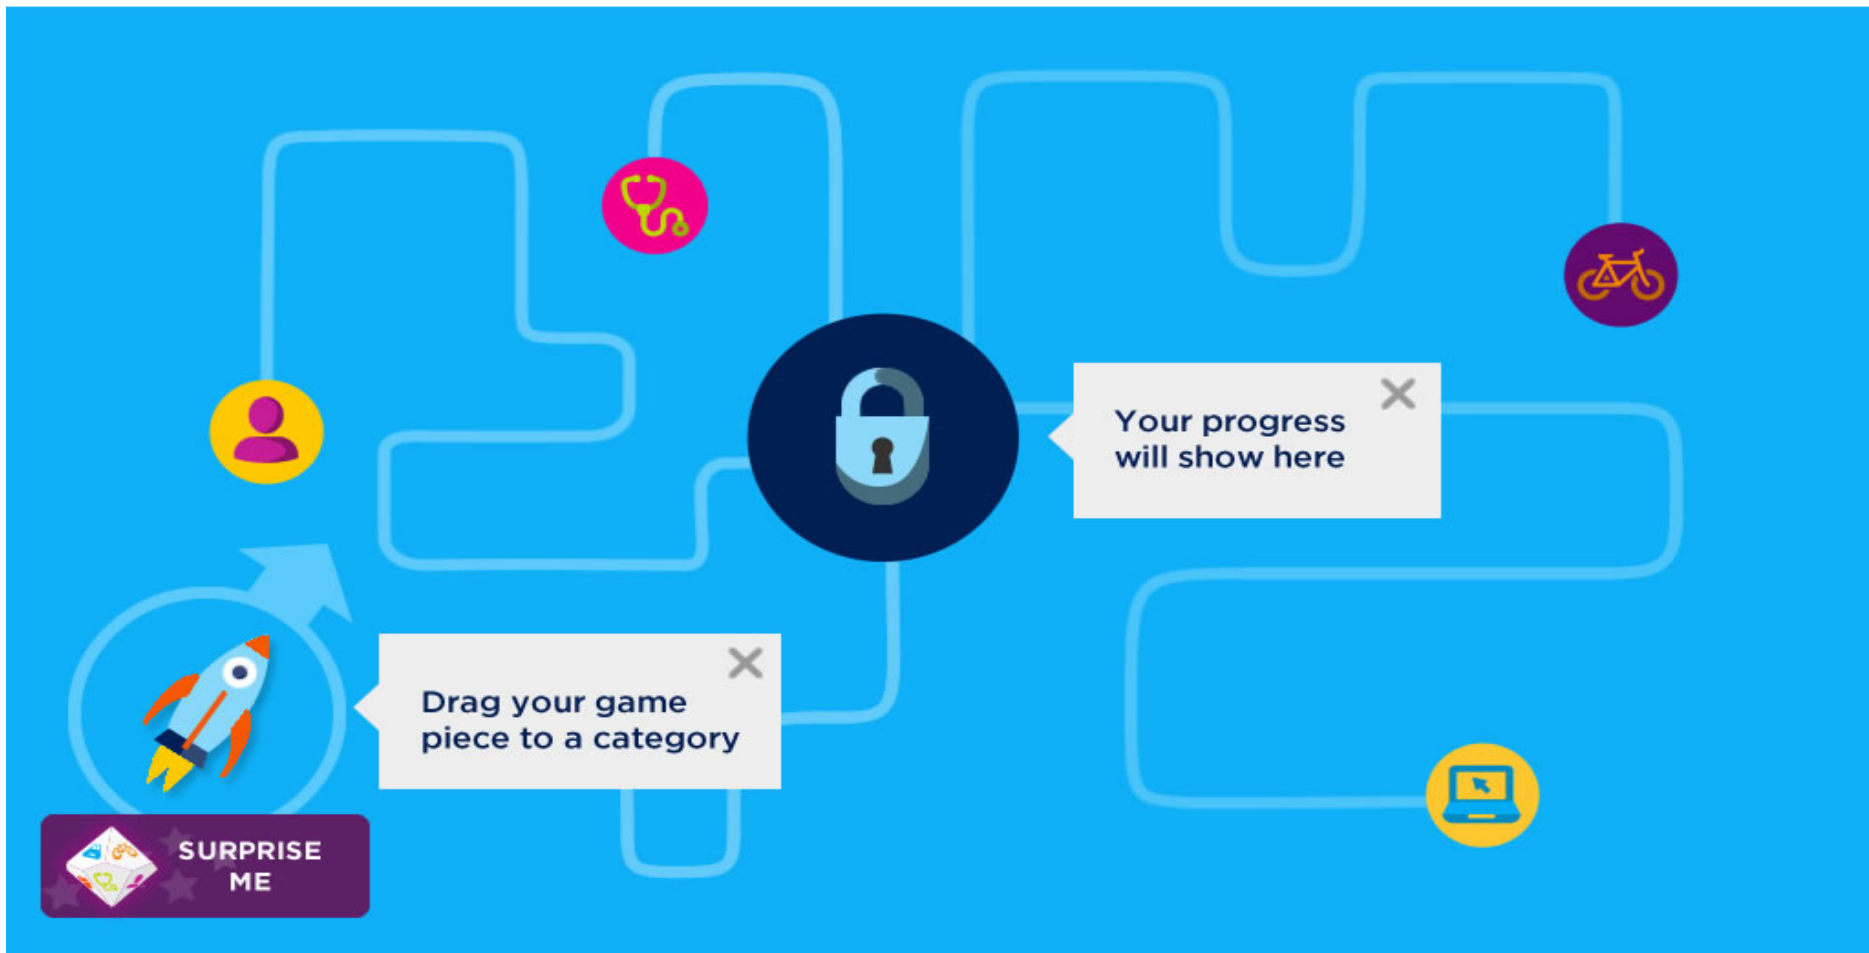 Your progress
will show here
Drag your game
piece to a category
SURPRISE
ME